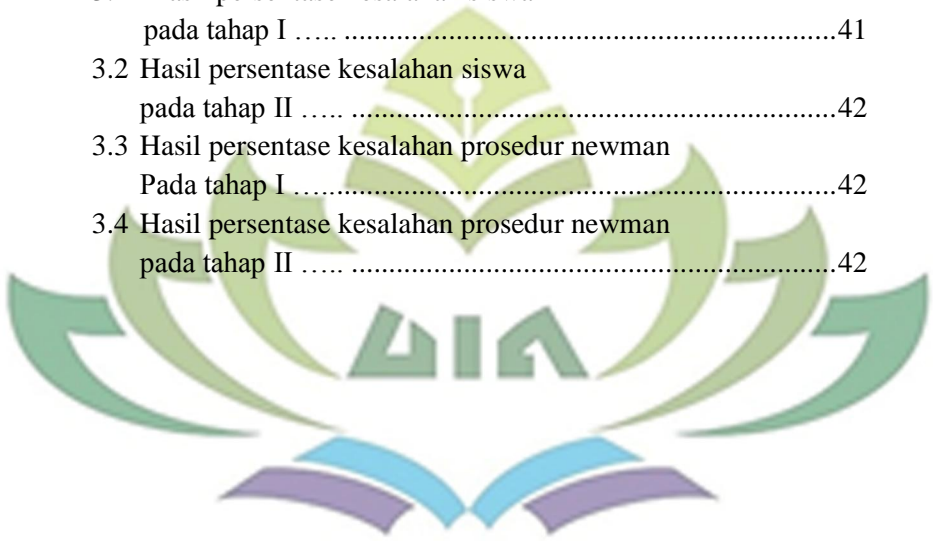 pada tahap I ….. ....................................................................................41
3.2 Hasil persentase kesalahan siswa
pada tahap II ….. ...................................................................................42
3.3 Hasil persentase kesalahan prosedur newman
Pada tahap I ….....................................................................................42
3.4 Hasil persentase kesalahan prosedur newman
pada tahap II ….. ...................................................................................42
UIN